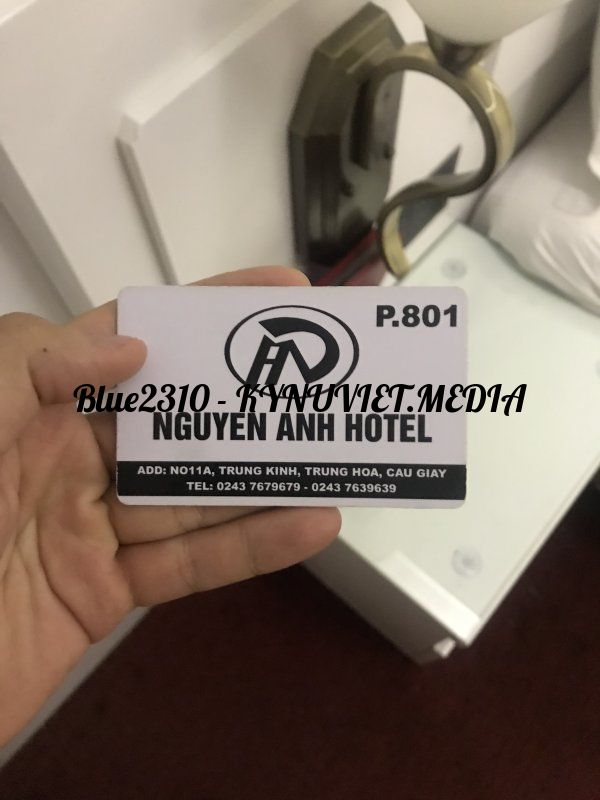 P.801
Blue2310 - KYNUVIET.MEDIA
NGUYEN ANH HOTEL
ADD: NO11A, TRUNG KINH, TRUNG HOA, CAU GIAY
TEL: 0243 7679679 - 0243 7639639